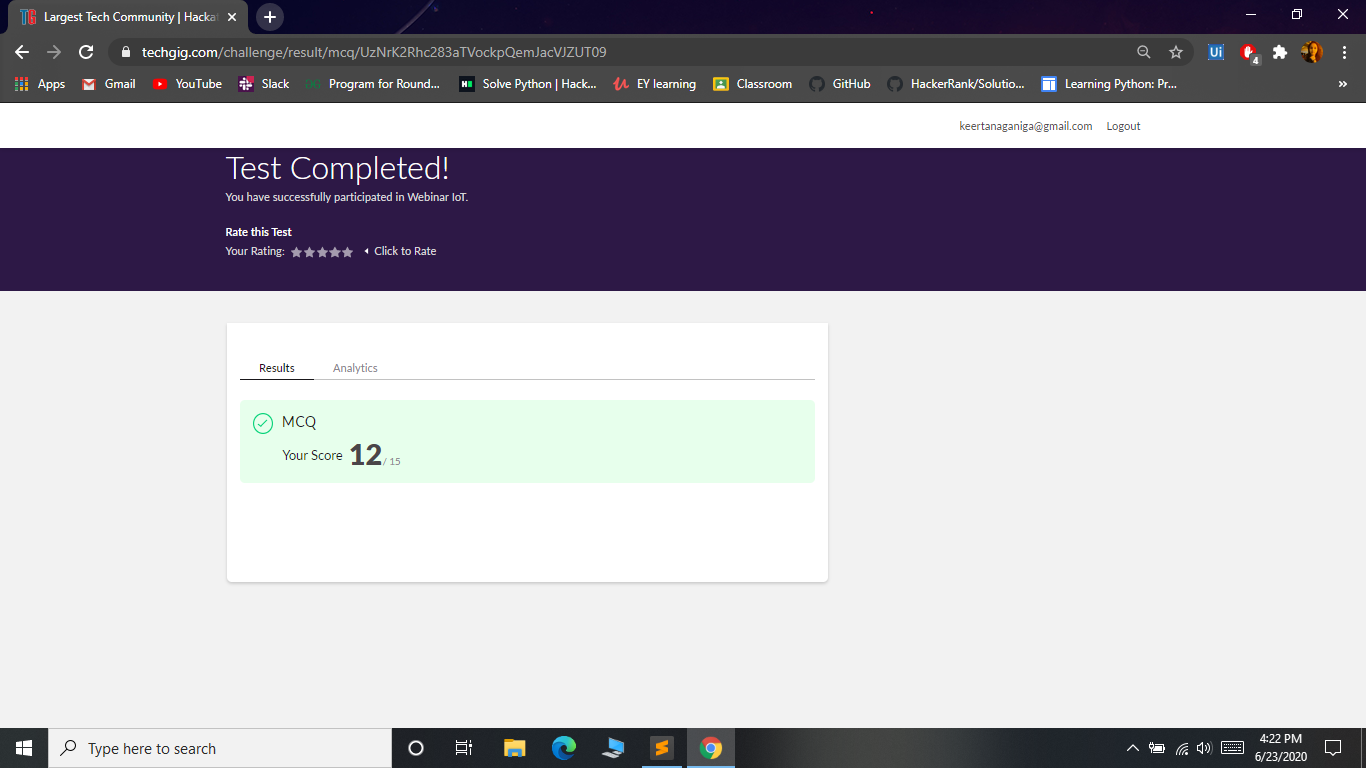 Largest Tech Community | Hacka
techgig.com/challenge/result/mcq/UzNrK2Rhc283aTVockpQemJacVJZUT09
Ui
4
Apps
Gmail
YouTube
Slack
Program for Round...
Solve Python | Hack...
EY learning
Classroom
GitHub
HackerRank/Solutio...
Learning Python: Pr...
»
keertanaganiga@gmail.com Logout
Test Completed!
You have successfully participated in Webinar IoT.
Rate this Test
Your Rating: Click to Rate
Results Analytics
MCQ
Your Score 12 / 15
Type here to search
4:22 PM
6/23/2020